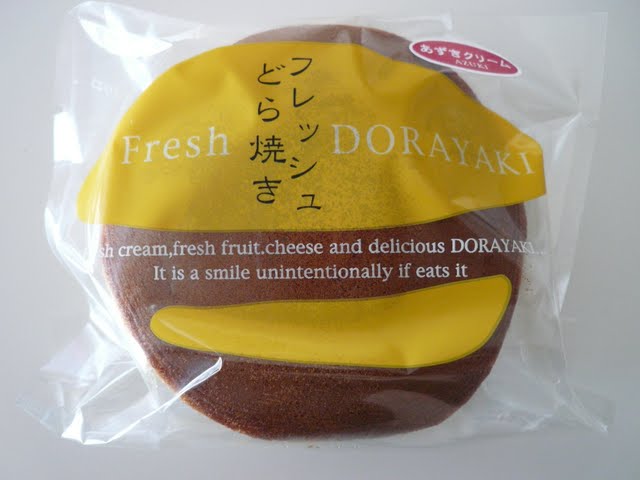 あずきクリーム
AZUKI
フレッシュ
どら焼き
Fresh DORAYAKI
cream,fresh fruit.cheese and delicious DORAYAKI...
It is a smile unintentionally if eats it